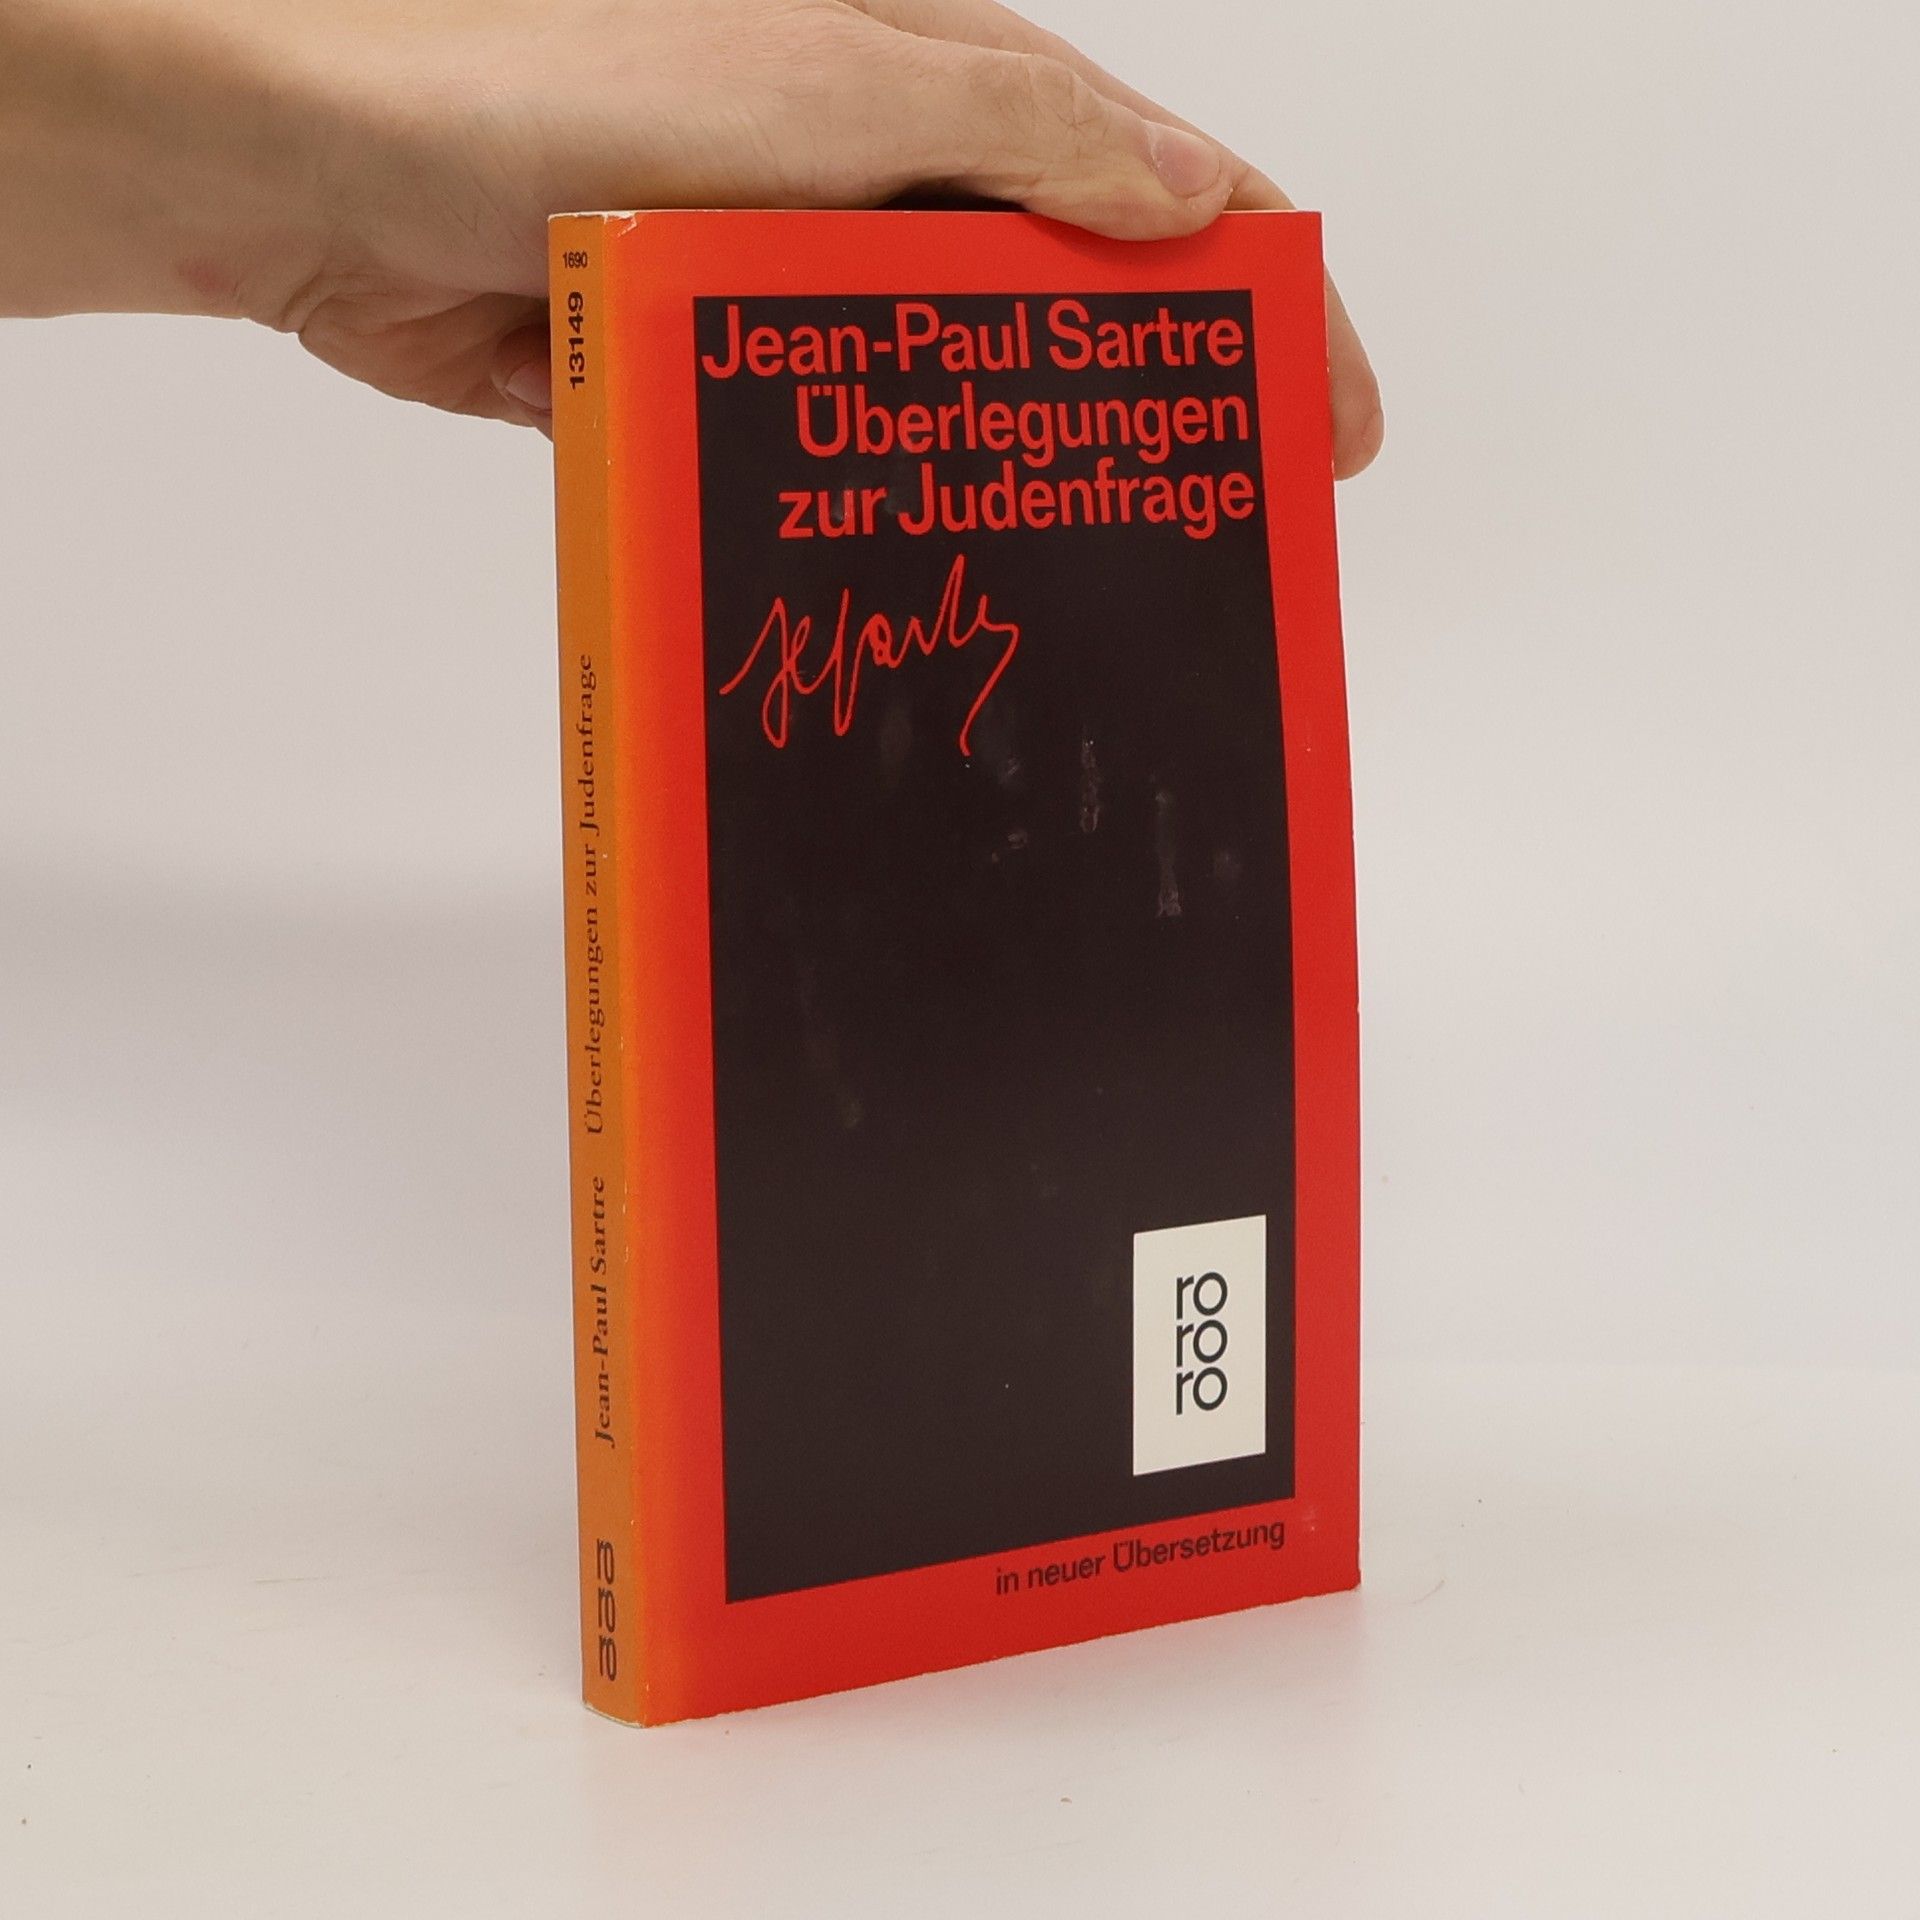 Jean-Paul Sartre
Überlegungen
zur Judenfrage
ro
ro
ro
in neuer Übersetzung
1690
13149
Jean-Paul Sartre Überlegungen zur Judenfrage
ro
ro
ro